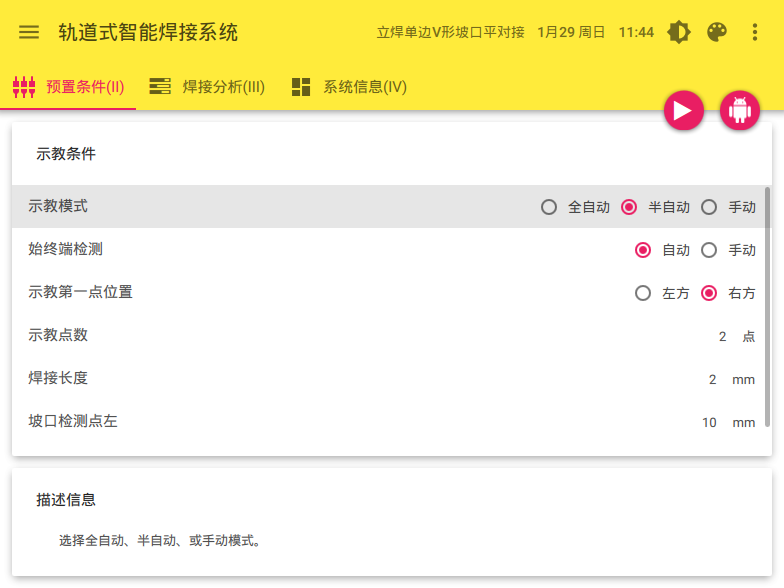 轨道式智能焊接系统 立焊单边V形坡口平对接 1月29 周日 11:44
预置条件(II) 焊接分析(III) 系统信息(IV)
示教条件
示教模式 全自动 半自动 手动
始终端检测 自动 手动
示教第一点位置 左方 右方
示教点数 2 点
焊接长度 2 mm
坡口检测点左 10 mm
描述信息
选择全自动、半自动、或手动模式。